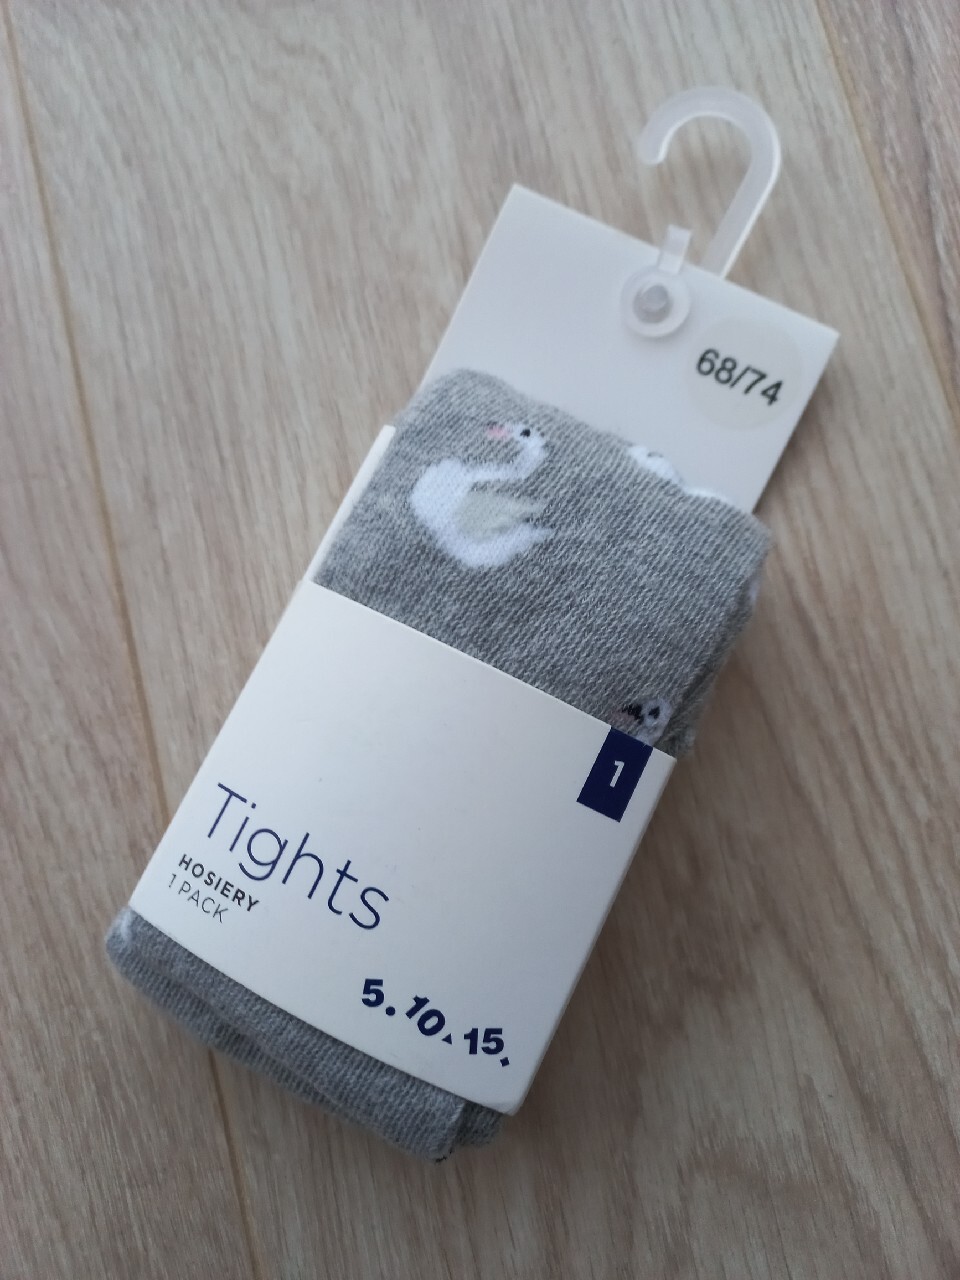 68/74
1
Tights
HOSIERY
1 PACK
5.10.15.